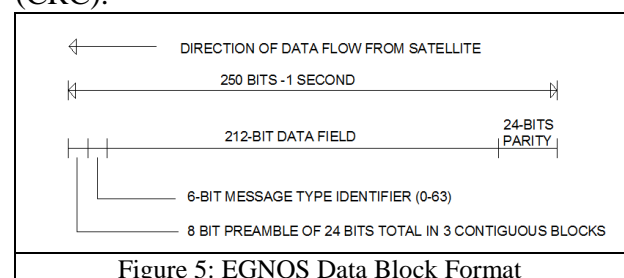 (CRC).
DIRECTION OF DATA FLOW FROM SATELLITE
250 BITS -1 SECOND
212-BIT DATA FIELD
24-BITS
PARITY
6-BIT MESSAGE TYPE IDENTIFIER (0-63)
8 BIT PREAMBLE OF 24 BITS TOTAL IN 3 CONTIGUOUS BLOCKS
Figure 5: EGNOS Data Block Format